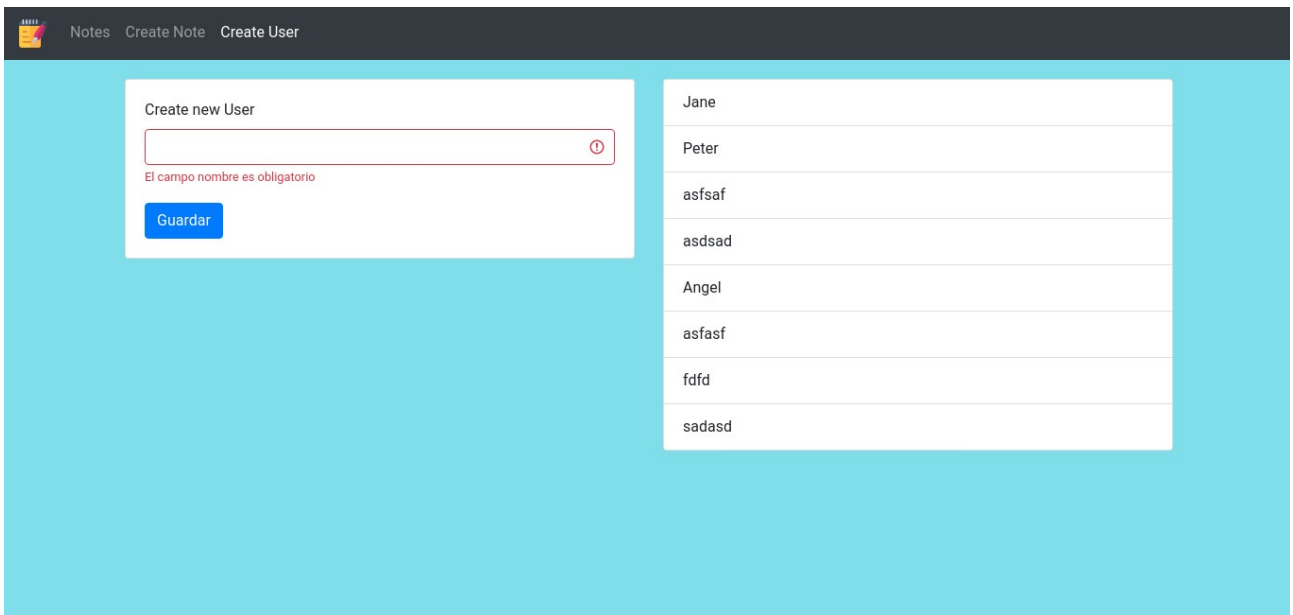 Notes Create Note Create User
Create new User
El campo nombre es obligatorio
Guardar
Jane
Peter
asfsaf
asdsad
Angel
asfasf
fdfd
sadasd